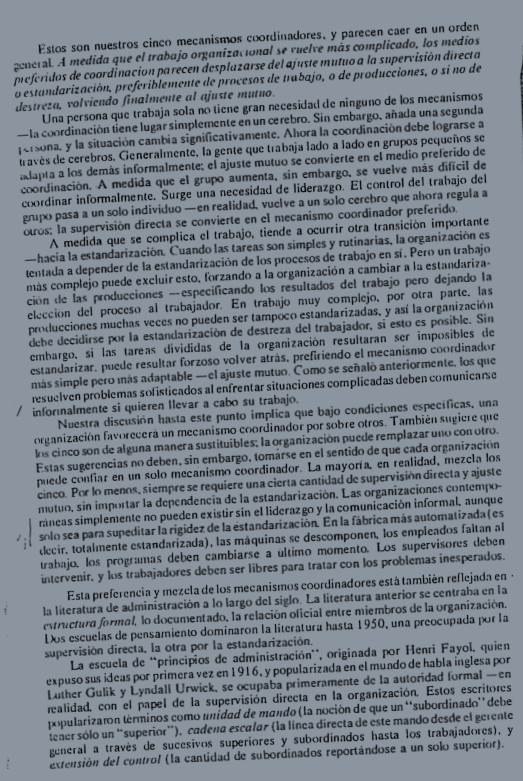 Estos son nuestros cinco mecanismos coordinadores, y parecen caer en un orden
general. A medida que el trabajo organizacional se vuelve más complicado, los medios
preferidos de coordinacion parecen desplazarse del ajuste mutuo a la supervisión directa
o estandarización, preferiblemente de procesos de trabajo, o de producciones, o si no de
destreza, volviendo finalmente al ajuste mutuo.
Una persona que trabaja sola no tiene gran necesidad de ninguno de los mecanismos
—la coordinación tiene lugar simplemente en un cerebro. Sin embargo, añada una segunda
persona, y la situación cambia significativamente. Ahora la coordinación debe lograrse a
través de cerebros. Generalmente, la gente que trabaja lado a lado en grupos pequeños se
adapta a los demás informalmente; el ajuste mutuo se convierte en el medio preferido de
coordinación. A medida que el grupo aumenta, sin embargo, se vuelve más difícil de
coordinar informalmente. Surge una necesidad de liderazgo. El control del trabajo del
grupo pasa a un solo individuo —en realidad, vuelve a un solo cerebro que ahora regula a
otros; la supervisión directa se convierte en el mecanismo coordinador preferido.
A medida que se complica el trabajo, tiende a ocurrir otra transición importante
—hacia la estandarización. Cuando las tareas son simples y rutinarias, la organización es
tentada a depender de la estandarización de los procesos de trabajo en sí. Pero un trabajo
más complejo puede excluir esto, forzando a la organización a cambiar a la estandariza-
ción de las producciones —especificando los resultados del trabajo pero dejando la
elección del proceso al trabajador. En trabajo muy complejo, por otra parte, las
producciones muchas veces no pueden ser tampoco estandarizadas, y así la organización
debe decidirse por la estandarización de destreza del trabajador, si esto es posible. Sin
embargo, si las tareas divididas de la organización resultaran ser imposibles de
estandarizar, puede resultar forzoso volver atrás, prefiriendo el mecanismo coordinador
más simple pero más adaptable —el ajuste mutuo. Como se señaló anteriormente, los que
resuelven problemas sofisticados al enfrentar situaciones complicadas deben comunicarse
informalmente si quieren llevar a cabo su trabajo.
Nuestra discusión hasta este punto implica que bajo condiciones específicas, una
organización favorecerá un mecanismo coordinador por sobre otros. También sugiere que
los cinco son de alguna manera sustituibles; la organización puede remplazar uno con otro.
Estas sugerencias no deben, sin embargo, tomarse en el sentido de que cada organización
puede confiar en un solo mecanismo coordinador. La mayoría, en realidad, mezcla los
cinco. Por lo menos, siempre se requiere una cierta cantidad de supervisión directa y ajuste
mutuo, sin importar la dependencia de la estandarización. Las organizaciones contempo-
ráneas simplemente no pueden existir sin el liderazgo y la comunicación informal, aunque
solo sea para supeditar la rigidez de la estandarización. En la fábrica más automatizada (es
decir, totalmente estandarizada), las máquinas se descomponen, los empleados faltan al
trabajo, los programas deben cambiarse a último momento. Los supervisores deben
intervenir, y los trabajadores deben ser libres para tratar con los problemas inesperados.
Esta preferencia y mezcla de los mecanismos coordinadores está también reflejada en
la literatura de administración a lo largo del siglo. La literatura anterior se centraba en la
estructura formal, lo documentado, la relación oficial entre miembros de la organización.
Dos escuelas de pensamiento dominaron la literatura hasta 1950, una preocupada por la
supervisión directa, la otra por la estandarización.
La escuela de "principios de administración", originada por Henri Fayol, quien
expuso sus ideas por primera vez en 1916, y popularizada en el mundo de habla inglesa por
Luther Gulik y Lyndall Urwick, se ocupaba primeramente de la autoridad formal —en
realidad, con el papel de la supervisión directa en la organización. Estos escritores
popularizaron términos como unidad de mando (la noción de que un "subordinado" debe
tener sólo un "superior"), cadena escalar (la línea directa de este mando desde el gerente
general a través de sucesivos superiores y subordinados hasta los trabajadores), y
extensión del control (la cantidad de subordinados reportándose a un solo superior).